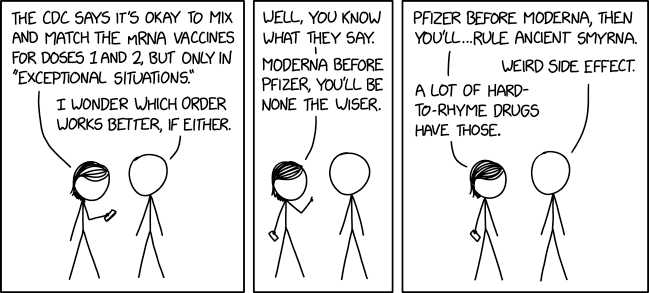 THE CDC SAYS IT'S OKAY TO MIX
AND MATCH THE MRNA VACCINES
FOR DOSES 1 AND 2, BUT ONLY IN
"EXCEPTIONAL SITUATIONS."
I WONDER WHICH ORDER
WORKS BETTER, IF EITHER.
WELL, YOU KNOW
WHAT THEY SAY.
MODERNA BEFORE
PFIZER, YOU'LL BE
NONE THE WISER.
PFIZER BEFORE MODERNA, THEN
YOU'LL...RULE ANCIENT SMYRNA.
WEIRD SIDE EFFECT.
A LOT OF HARD-
TO-RHYME DRUGS
HAVE THOSE.